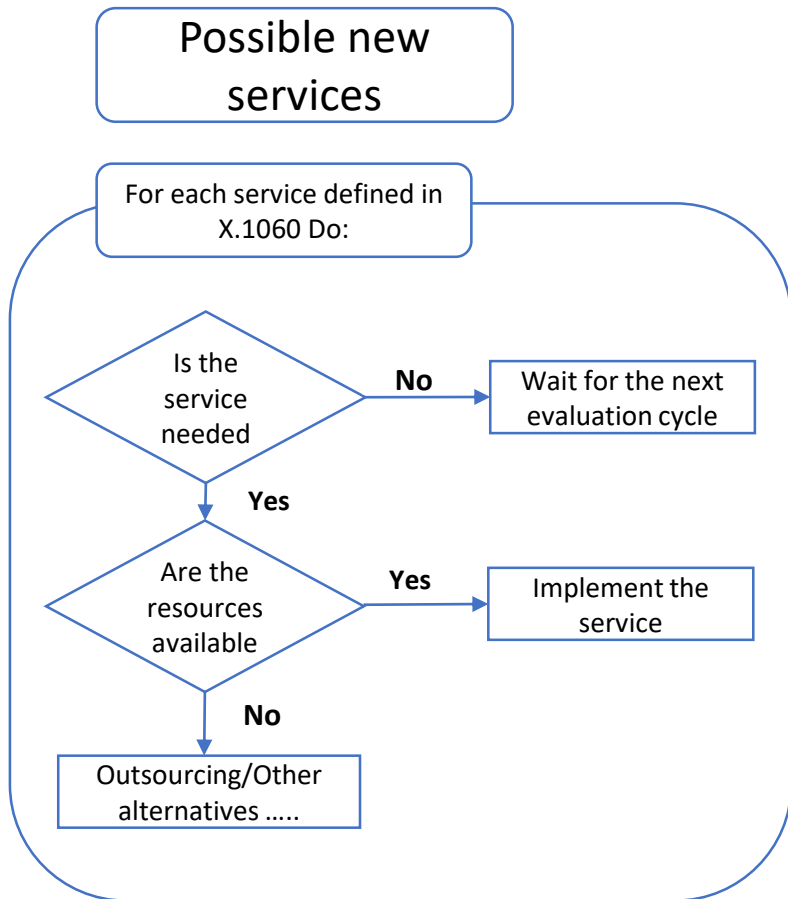 Possible new
services
For each service defined in
X.1060 Do:
Is the
service
needed
No
Wait for the next
evaluation cycle
Yes
Are the
resources
available
Yes
Implement the
service
No
Outsourcing/Other
alternatives .....